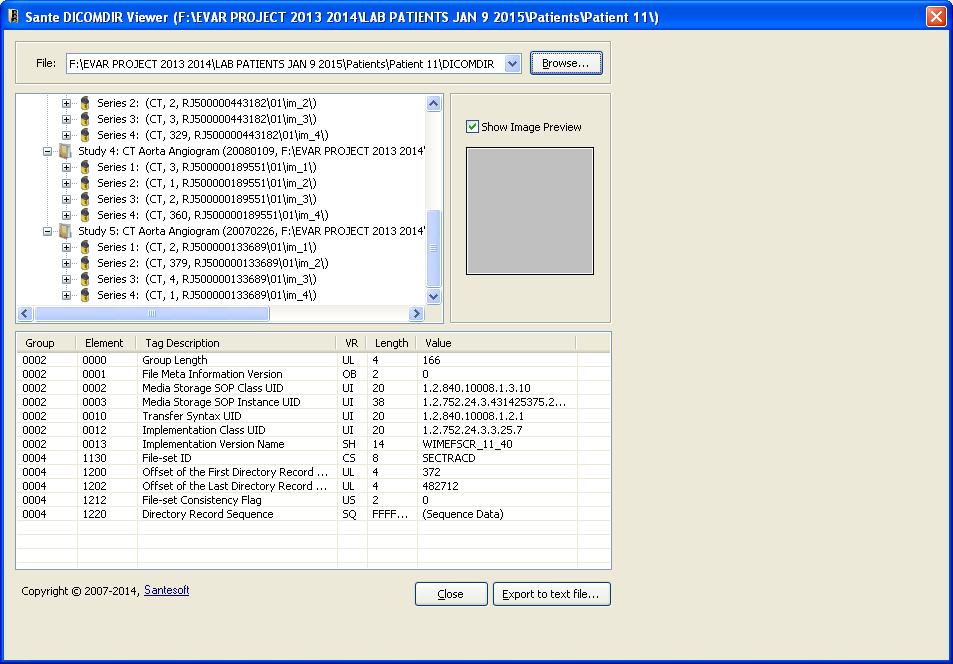 Sante DICOMDIR Viewer (F:\EVAR PROJECT 2013 2014\LAB PATIENTS JAN 9 2015\Patients\Patient 11\)
File: F:\EVAR PROJECT 2013 2014\LAB PATIENTS JAN 9 2015\Patients\Patient 11\DICOMDIR Browse...
Series 2: (CT, 2, RJ500000443182\01\im_2\)
Series 3: (CT, 3, RJ500000443182\01\im_3\)
Series 4: (CT, 329, RJ500000443182\01\im_4\)
Study 4: CT Aorta Angiogram (20080109, F:\EVAR PROJECT 2013 2014\
Series 1: (CT, 3, RJ500000189551\01\im_1\)
Series 2: (CT, 1, RJ500000189551\01\im_2\)
Series 3: (CT, 2, RJ500000189551\01\im_3\)
Series 4: (CT, 360, RJ500000189551\01\im_4\)
Study 5: CT Aorta Angiogram (20070226, F:\EVAR PROJECT 2013 2014\
Series 1: (CT, 2, RJ500000133689\01\im_1\)
Series 2: (CT, 379, RJ500000133689\01\im_2\)
Series 3: (CT, 4, RJ500000133689\01\im_3\)
Series 4: (CT, 1, RJ500000133689\01\im_4\)
Show Image Preview
Group Element Tag Description VR Length Value
0002 0000 Group Length UL 4 166
0002 0001 File Meta Information Version OB 2 0
0002 0002 Media Storage SOP Class UID UI 20 1.2.840.10008.1.3.10
0002 0003 Media Storage SOP Instance UID UI 38 1.2.752.24.3.431425375.2...
0002 0010 Transfer Syntax UID UI 20 1.2.840.10008.1.2.1
0002 0012 Implementation Class UID UI 20 1.2.752.24.3.3.25.7
0002 0013 Implementation Version Name SH 14 WIMEFSCR_11_40
0004 1130 File-set ID CS 8 SECTRACD
0004 1200 Offset of the First Directory Record ... UL 4 372
0004 1202 Offset of the Last Directory Record ... UL 4 482712
0004 1212 File-set Consistency Flag US 2 0
0004 1220 Directory Record Sequence SQ FFFF... (Sequence Data)
Copyright © 2007-2014, Santesoft Close Export to text file...